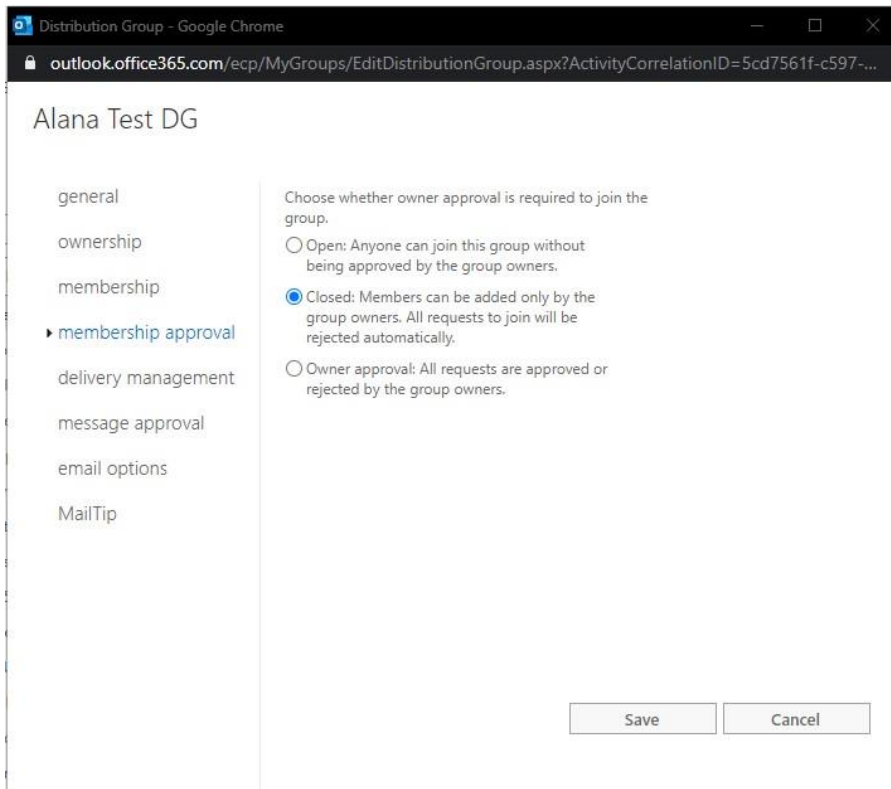 Distribution Group - Google Chrome
outlook.office365.com/ecp/MyGroups/EditDistributionGroup.aspx?ActivityCorrelationID=5cd7561f-c597-...
Alana Test DG
general
ownership
membership
membership approval
delivery management
message approval
email options
MailTip
Choose whether owner approval is required to join the
group.
Open: Anyone can join this group without
being approved by the group owners.
Closed: Members can be added only by the
group owners. All requests to join will be
rejected automatically.
Owner approval: All requests are approved or
rejected by the group owners.
Save
Cancel